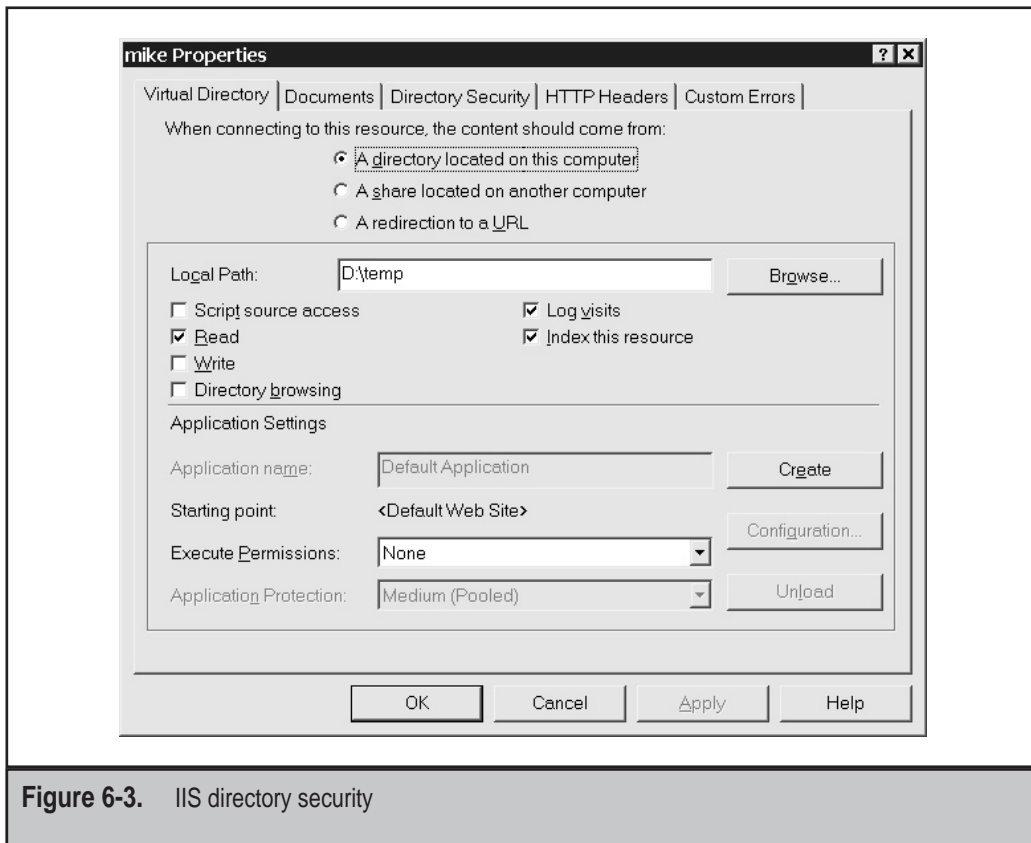 mike Properties
Virtual Directory Documents Directory Security HTTP Headers Custom Errors
When connecting to this resource, the content should come from:
A directory located on this computer
A share located on another computer
A redirection to a URL
Local Path: D:\temp Browse...
Script source access Log visits
Read Index this resource
Write
Directory browsing
Application Settings
Application name: Default Application Create
Starting point: <Default Web Site>
Configuration...
Execute Permissions: None
Application Protection: Medium (Pooled) Unload
OK Cancel Apply Help
Figure 6-3. IIS directory security